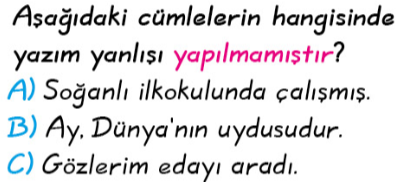 Aşağıdaki cümlelerin hangisinde
yazım yanlışı yapılmamıştır?
A) Soğanlı ilkokulunda çalışmış.
B) Ay, Dünya'nın uydusudur.
C) Gözlerim edayı aradı.